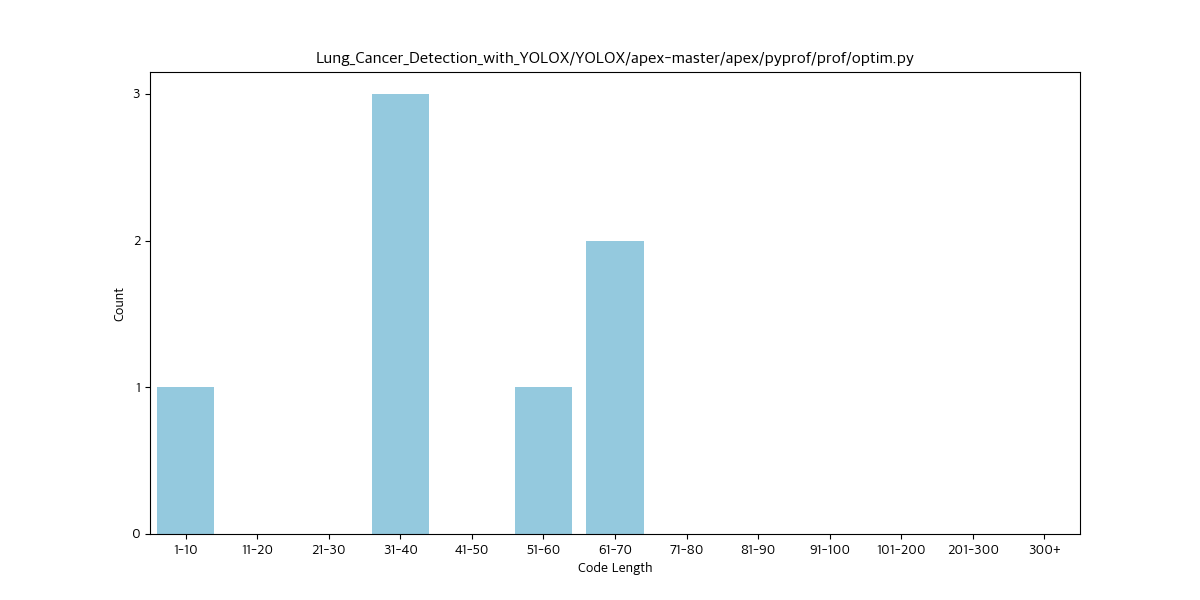 Lung_Cancer_Detection_with_YOLOX/YOLOX/apex-master/apex/pyprof/prof/optim.py
3
2
1
0
Count
1-10 11-20 21-30 31-40 41-50 51-60 61-70 71-80 81-90 91-100 101-200 201-300 300+
Code Length